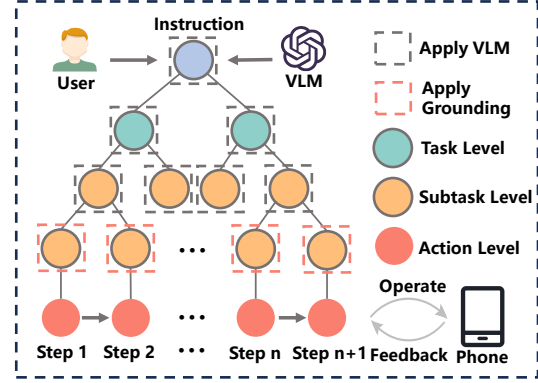 Instruction
User
VLM
Apply VLM
Apply
Grounding
Task Level
Subtask Level
Action Level
...
...
Step 1 Step 2 ... Step n Step n+1
Operate
Feedback
Phone